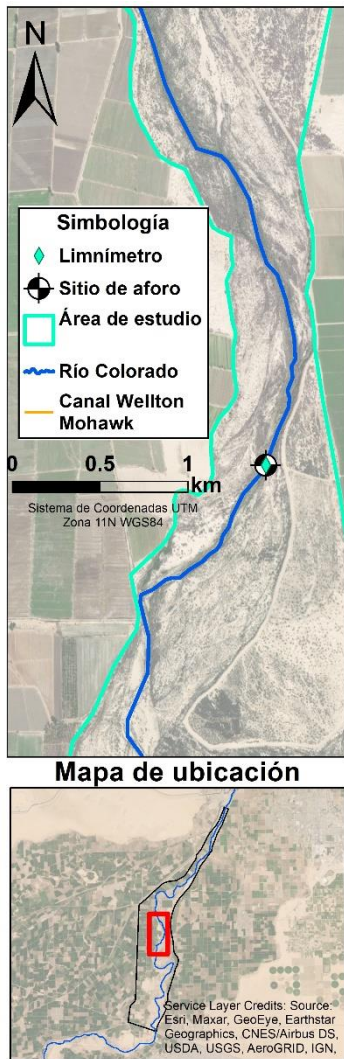 N
Simbología
Limnímetro
Sitio de aforo
Área de estudio
Río Colorado
Canal Wellton
Mohawk
0 0.5 1
km
Sistema de Coordenadas UTM
Zona 11N WGS84
Mapa de ubicación
Service Layer Credits: Source:
Esri, Maxar, GeoEye, Earthstar
Geographics, CNES/Airbus DS,
USDA, USGS, AeroGRID, IGN,